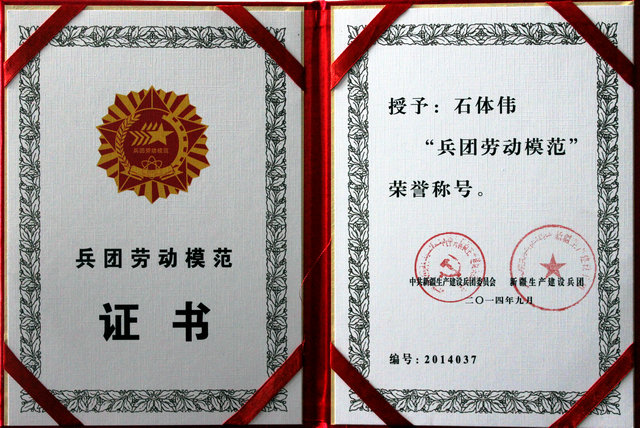 兵团劳动模范
兵团劳动模范
证书
授予：石体伟
“兵团劳动模范”
荣誉称号。
中共新疆生产建设兵团委员会 新疆生产建设兵团
二〇一四年九月
编号：2014037